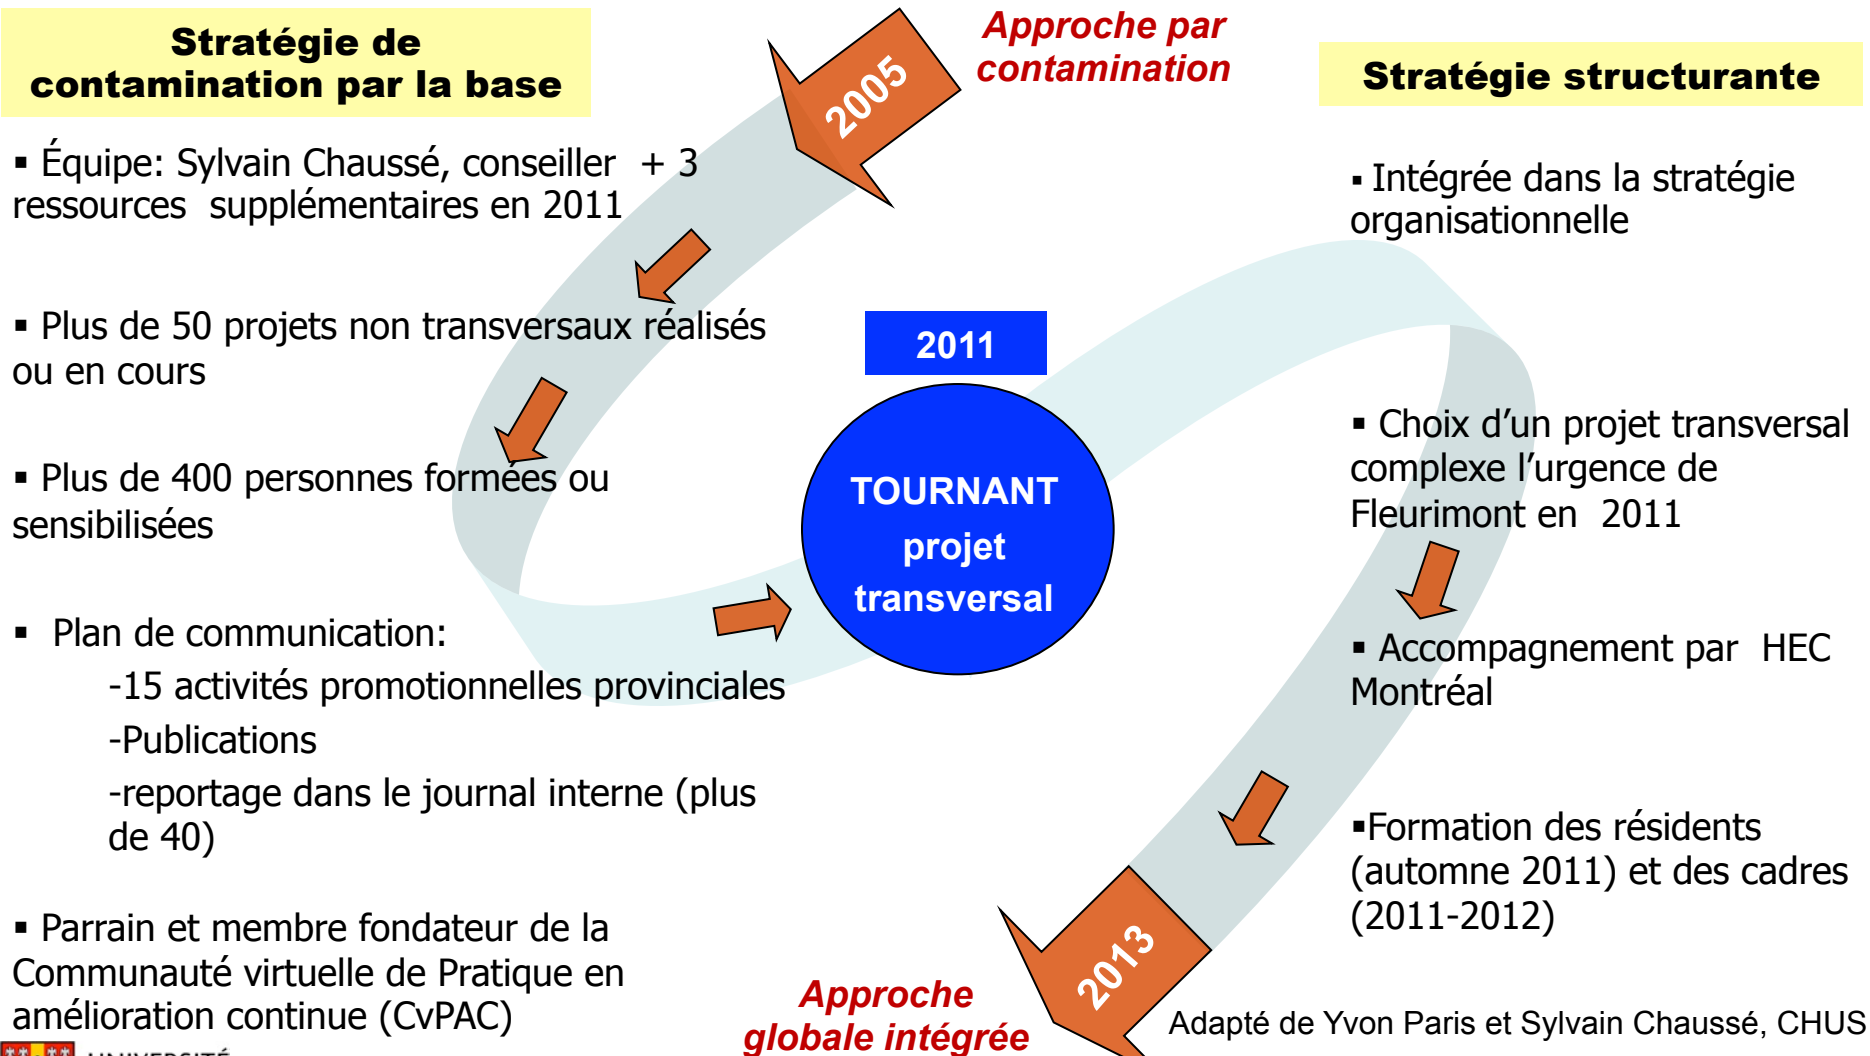 Stratégie de
contamination par la base
▪ Équipe: Sylvain Chaussé, conseiller + 3
ressources supplémentaires en 2011
▪ Plus de 50 projets non transversaux réalisés
ou en cours
▪ Plus de 400 personnes formées ou
sensibilisées
▪ Plan de communication:
-15 activités promotionnelles provinciales
-Publications
-reportage dans le journal interne (plus
de 40)
▪ Parrain et membre fondateur de la
Communauté virtuelle de Pratique en
amélioration continue (CvPAC)
Approche par
contamination
2005
2011
TOURNANT
projet
transversal
2013
Approche
globale intégrée
Stratégie structurante
▪ Intégrée dans la stratégie
organisationnelle
▪ Choix d’un projet transversal
complexe l’urgence de
Fleurimont en 2011
▪ Accompagnement par HEC
Montréal
▪Formation des résidents
(automne 2011) et des cadres
(2011-2012)
Adapté de Yvon Paris et Sylvain Chaussé, CHUS
UNIVERSITÉ